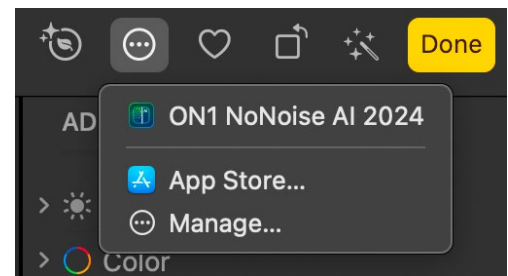 Done
AD
ON1 NoNoise AI 2024
App Store...
Manage...
Color